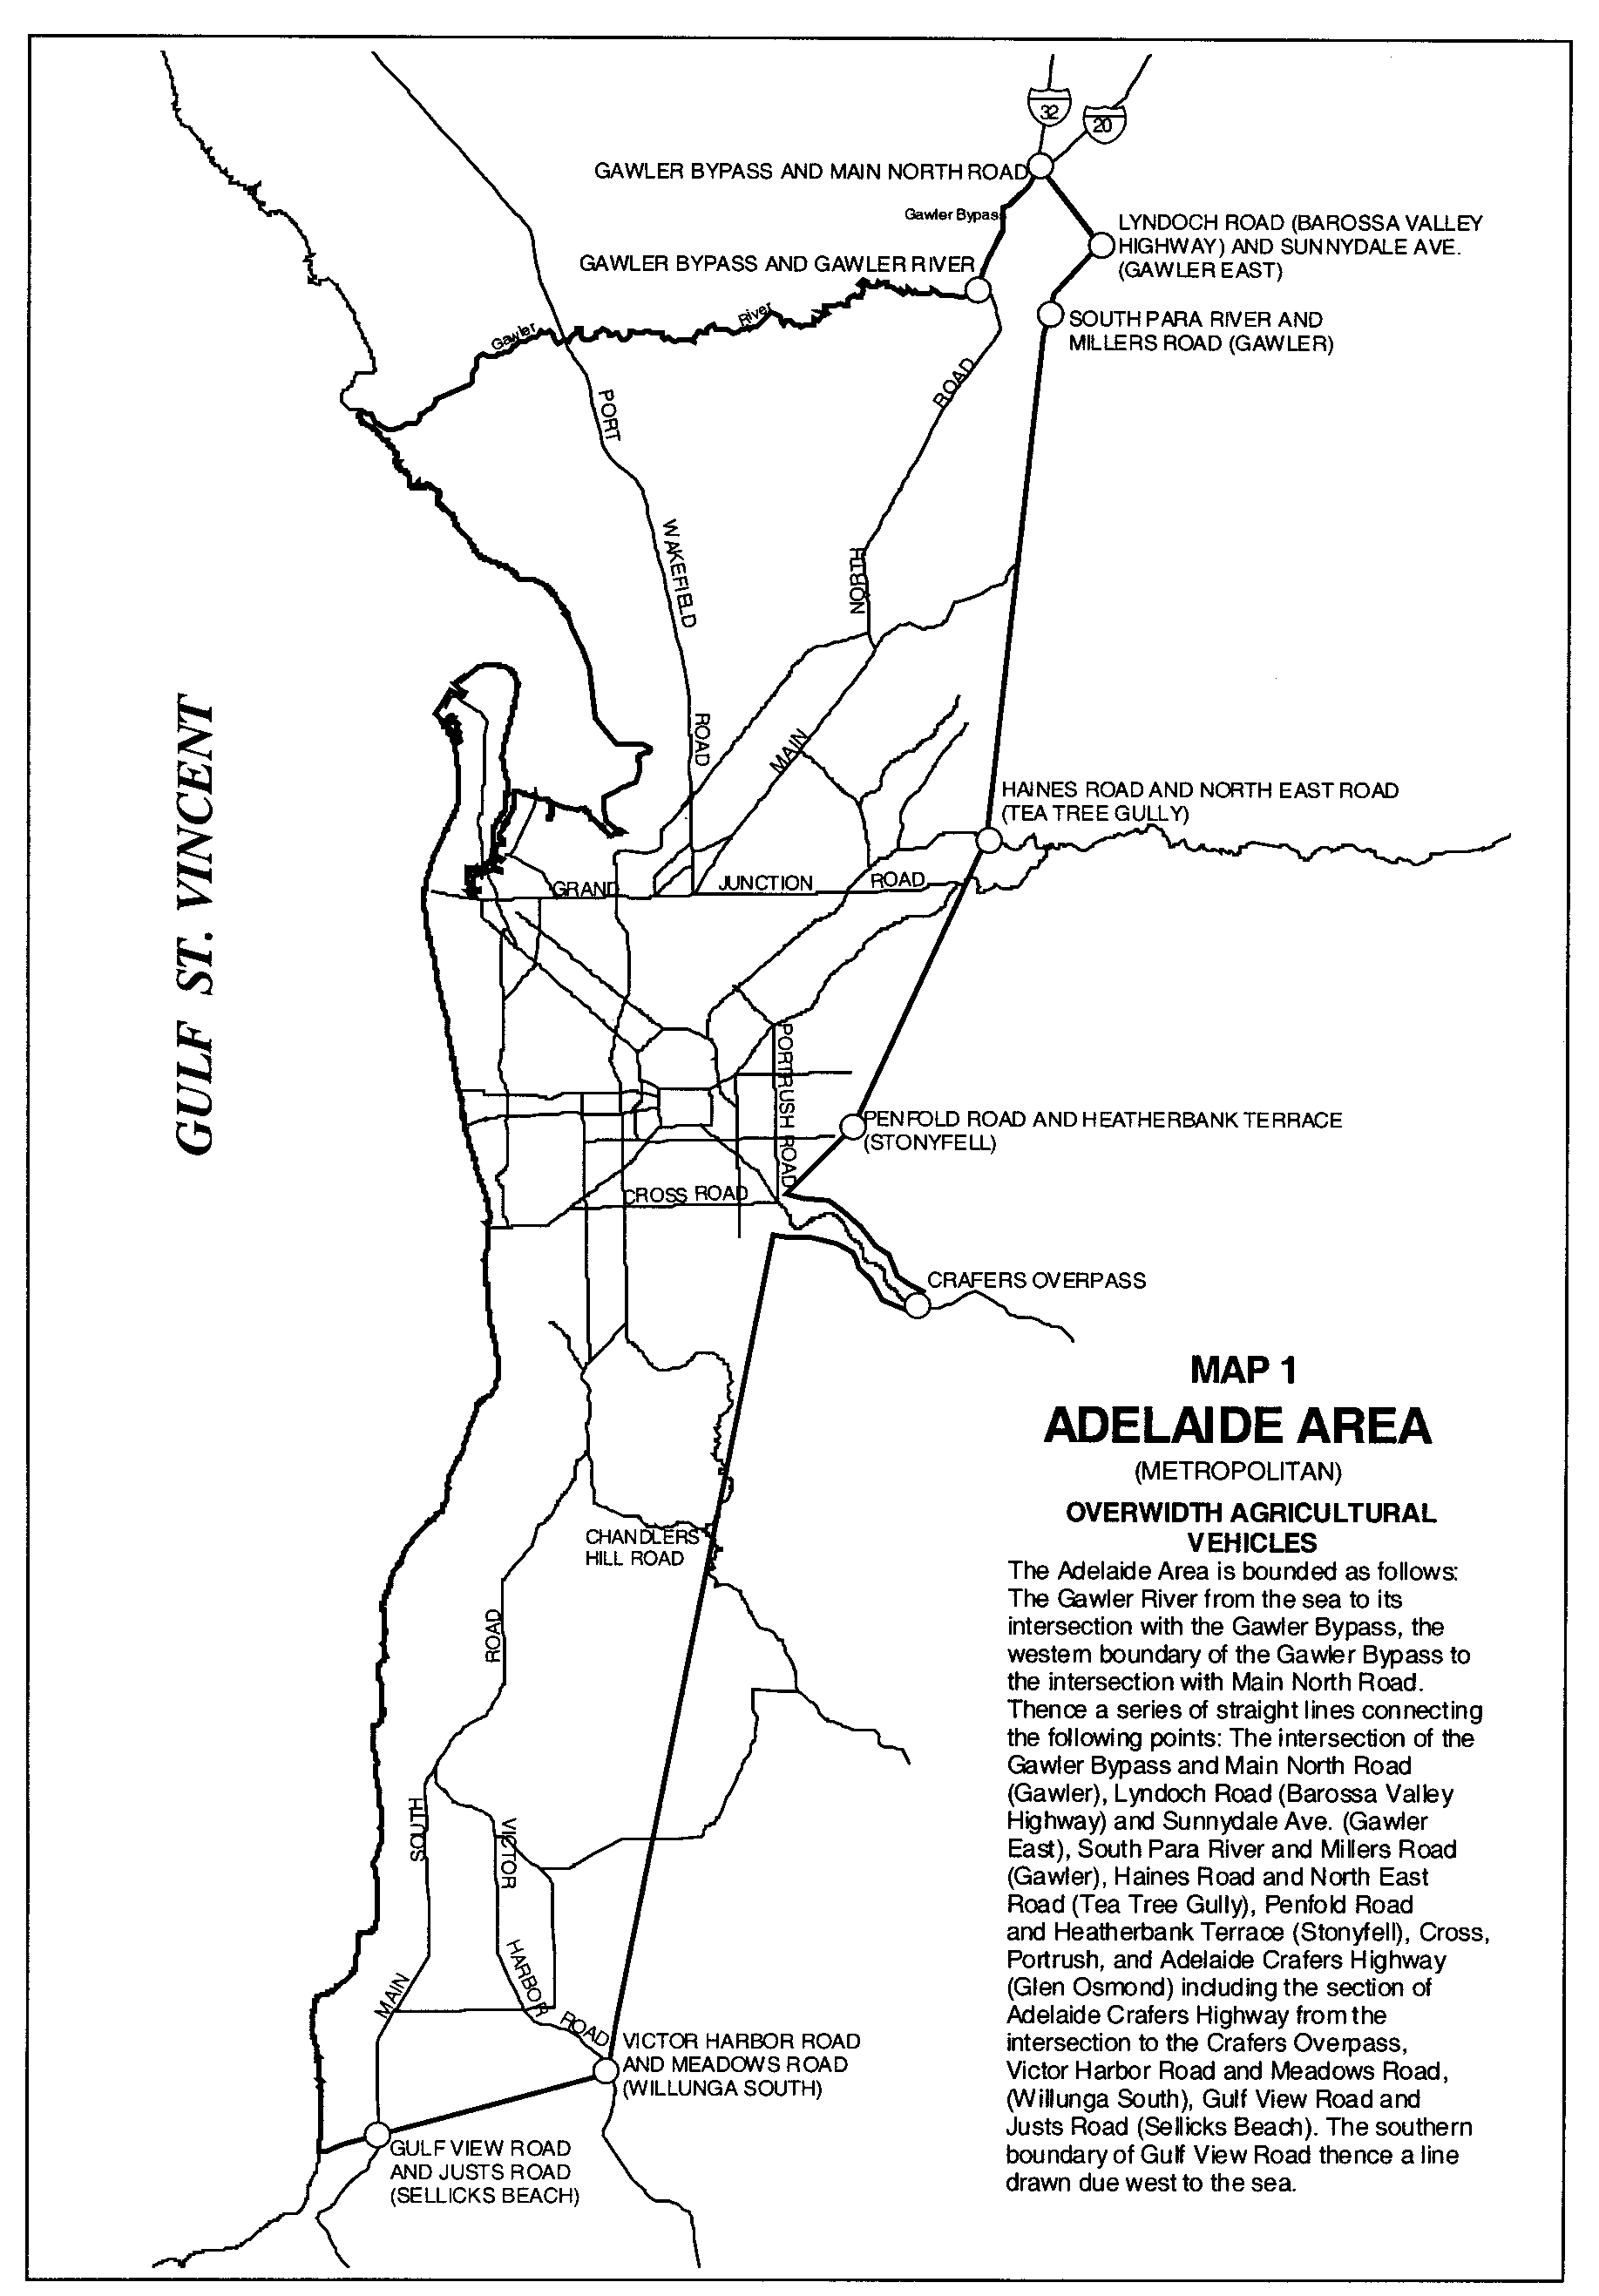 32
20
GAWLER BYPASS AND MAIN NORTH ROAD
Gawler Bypass
LYNDOCH ROAD (BAROSSA VALLEY
HIGHWAY) AND SUNNYDALE AVE.
(GAWLER EAST)
GAWLER BYPASS AND GAWLER RIVER
Gawler
River
SOUTH PARA RIVER AND
MILLERS ROAD (GAWLER)
PORT
WAKEFIELD
ROAD
ROAD
NORTH
MAIN
GULF ST. VINCENT
HAINES ROAD AND NORTH EAST ROAD
(TEA TREE GULLY)
GRAND
JUNCTION
ROAD
PORTRUSH ROAD
PENFOLD ROAD AND HEATHERBANK TERRACE
(STONYFELL)
CROSS ROAD
CRAFERS OVERPASS
CHANDLERS
HILL ROAD
ROAD
SOUTH
MAIN
VICTOR
HARBOR
ROAD
VICTOR HARBOR ROAD
AND MEADOWS ROAD
(WILLUNGA SOUTH)
GULF VIEW ROAD
AND JUSTS ROAD
(SELLICKS BEACH)
MAP 1
ADELAIDE AREA
(METROPOLITAN)
OVERWIDTH AGRICULTURAL
VEHICLES
The Adelaide Area is bounded as follows:
The Gawler River from the sea to its
intersection with the Gawler Bypass, the
western boundary of the Gawler Bypass to
the intersection with Main North Road.
Thence a series of straight lines connecting
the following points: The intersection of the
Gawler Bypass and Main North Road
(Gawler), Lyndoch Road (Barossa Valley
Highway) and Sunnydale Ave. (Gawler
East), South Para River and Millers Road
(Gawler), Haines Road and North East
Road (Tea Tree Gully), Penfold Road
and Heatherbank Terrace (Stonyfell), Cross,
Portrush, and Adelaide Crafers Highway
(Glen Osmond) including the section of
Adelaide Crafers Highway from the
intersection to the Crafers Overpass,
Victor Harbor Road and Meadows Road,
(Willunga South), Gulf View Road and
Justs Road (Sellicks Beach). The southern
boundary of Gulf View Road thence a line
drawn due west to the sea.